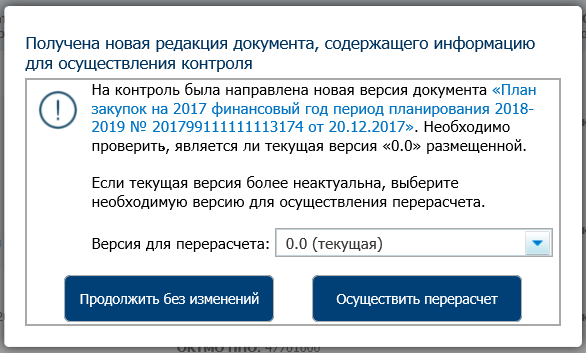 Получена новая редакция документа, содержащего информацию
для осуществления контроля
На контроль была направлена новая версия документа «План
закупок на 2017 финансовый год период планирования 2018-
2019 № 201799111111113174 от 20.12.2017». Необходимо
проверить, является ли текущая версия «0.0» размещенной.
Если текущая версия более неактуальна, выберите
необходимую версию для осуществления перерасчета.
Версия для перерасчета: 0.0 (текущая)
Продолжить без изменений Осуществить перерасчет